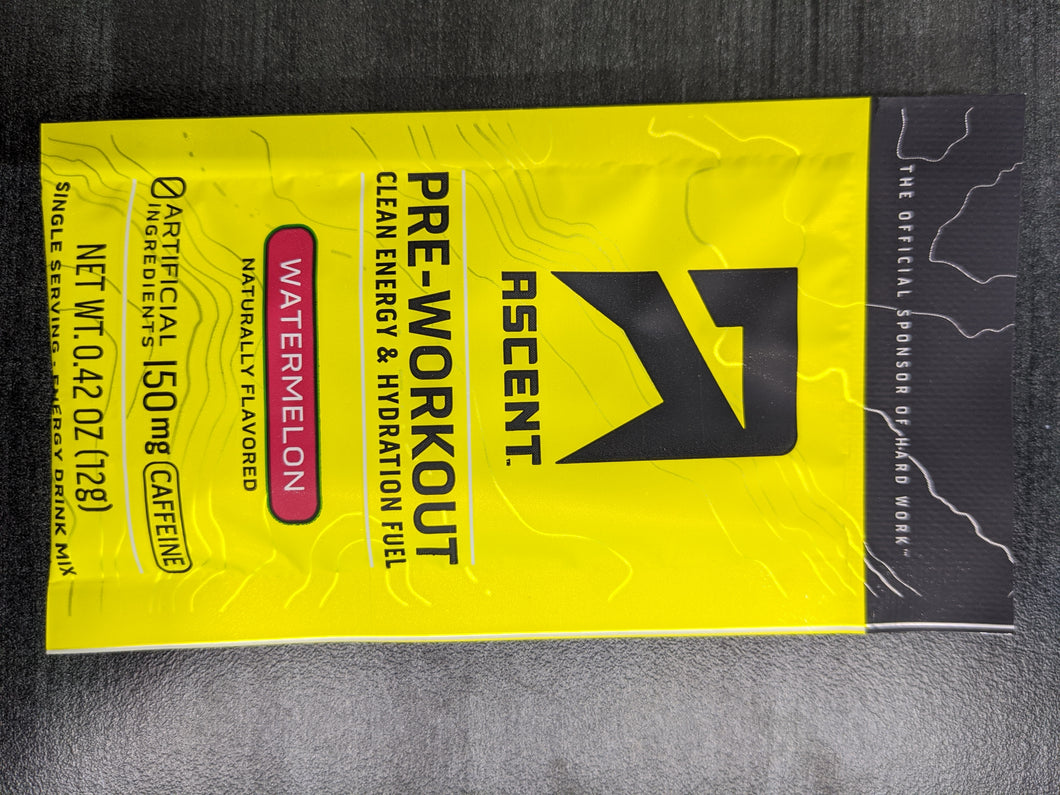 THE OFFICIAL SPONSOR OF HARD WORK™
ASCENT™
PRE-WORKOUT
CLEAN ENERGY & HYDRATION FUEL
WATERMELON
NATURALLY FLAVORED
0 ARTIFICIAL INGREDIENTS 150mg CAFFEINE
NET WT. 0.42 OZ (12g)
SINGLE SERVING - ENERGY DRINK MIX